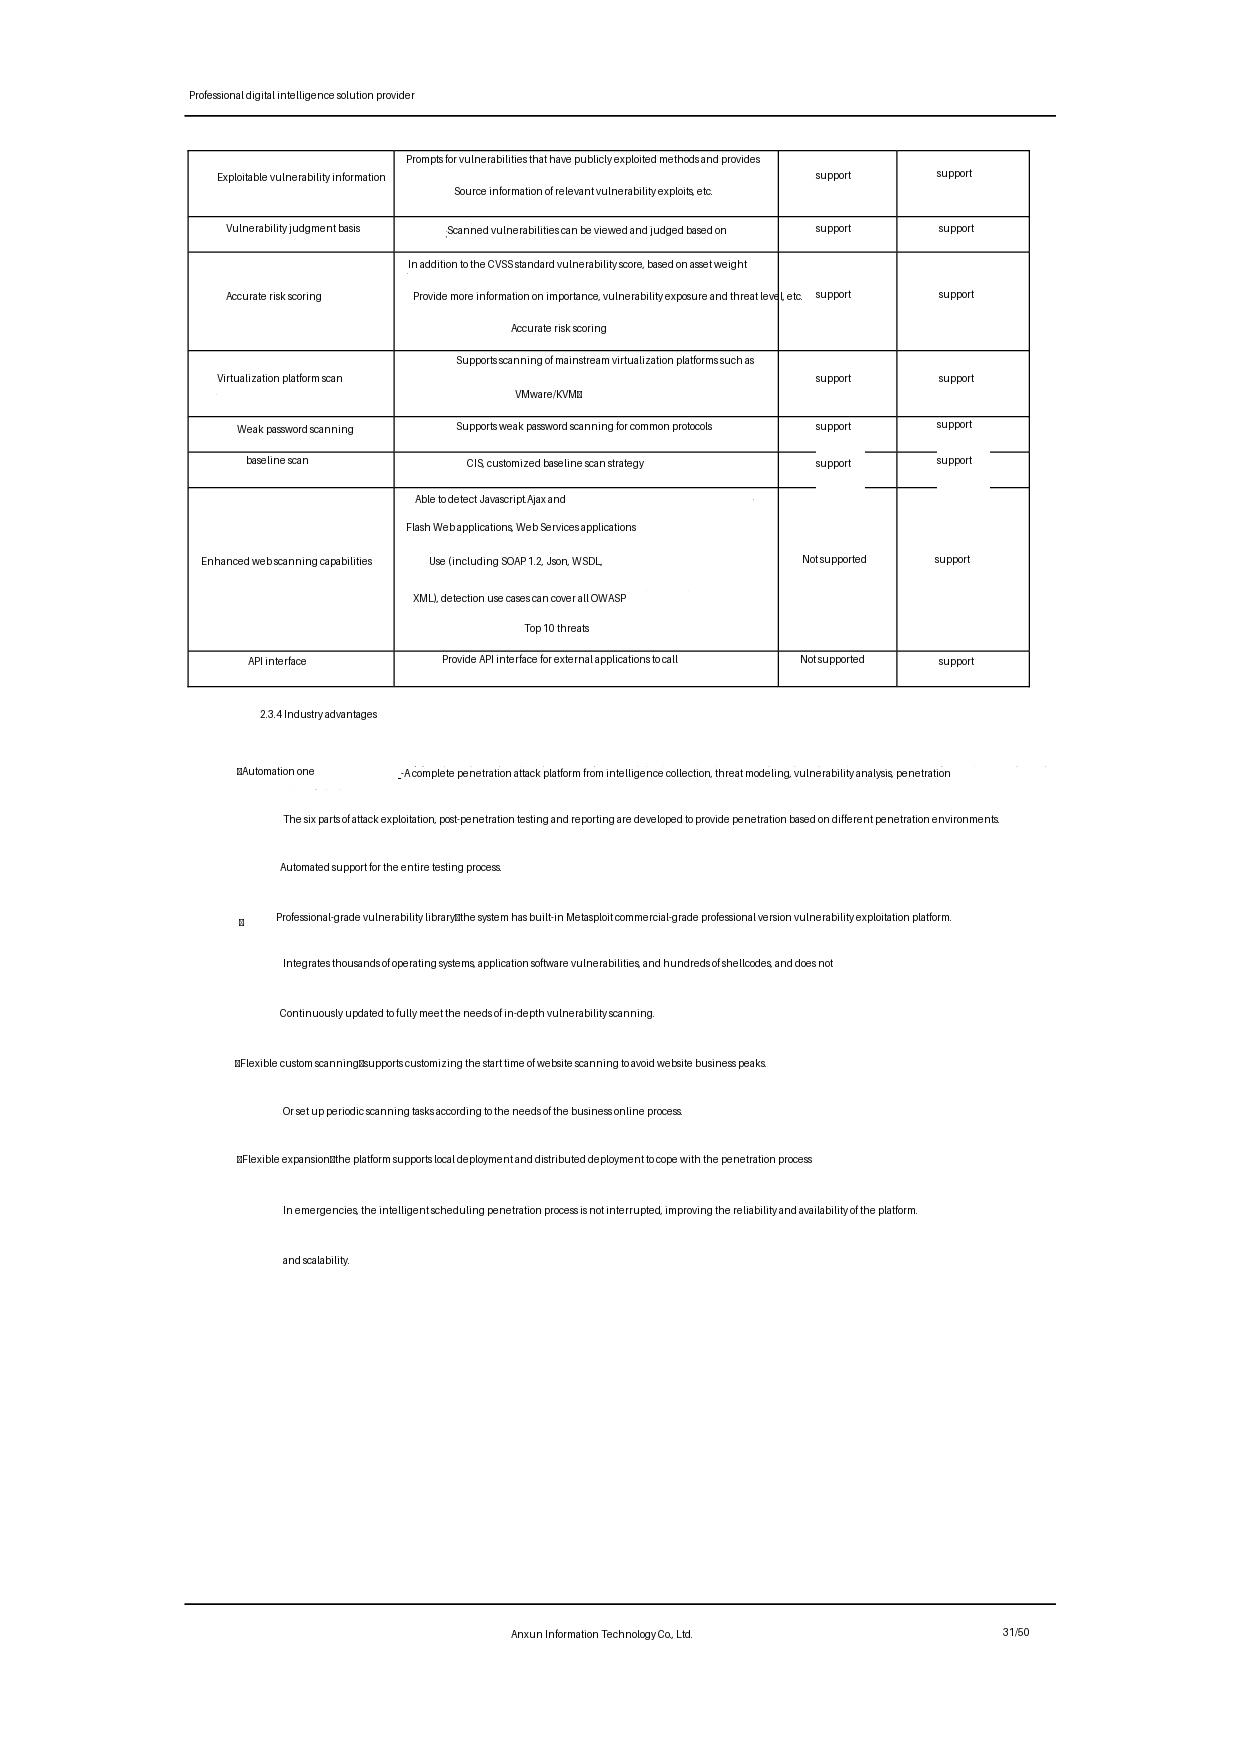 Professional digital intelligence solution provider
Exploitable vulnerability information
Prompts for vulnerabilities that have publicly exploited methods and provides
Source information of relevant vulnerability exploits, etc.
support
support
Vulnerability judgment basis
Scanned vulnerabilities can be viewed and judged based on
support
support
Accurate risk scoring
In addition to the CVSS standard vulnerability score, based on asset weight
Provide more information on importance, vulnerability exposure and threat level, etc.
Accurate risk scoring
support
support
Virtualization platform scan
Supports scanning of mainstream virtualization platforms such as
VMware/KVM
support
support
Weak password scanning
Supports weak password scanning for common protocols
support
support
baseline scan
CIS, customized baseline scan strategy
support
support
Enhanced web scanning capabilities
Able to detect Javascript.Ajax and
Flash Web applications, Web Services applications
Use (including SOAP 1.2, Json, WSDL,
XML), detection use cases can cover all OWASP
Top 10 threats
Not supported
support
API interface
Provide API interface for external applications to call
Not supported
support
2.3.4 Industry advantages
Automation one -A complete penetration attack platform from intelligence collection, threat modeling, vulnerability analysis, penetration
The six parts of attack exploitation, post-penetration testing and reporting are developed to provide penetration based on different penetration environments.
Automated support for the entire testing process.
Professional-grade vulnerability library the system has built-in Metasploit commercial-grade professional version vulnerability exploitation platform.
Integrates thousands of operating systems, application software vulnerabilities, and hundreds of shellcodes, and does not
Continuously updated to fully meet the needs of in-depth vulnerability scanning.
Flexible custom scanning supports customizing the start time of website scanning to avoid website business peaks.
Or set up periodic scanning tasks according to the needs of the business online process.
Flexible expansion the platform supports local deployment and distributed deployment to cope with the penetration process
In emergencies, the intelligent scheduling penetration process is not interrupted, improving the reliability and availability of the platform.
and scalability.
Anxun Information Technology Co., Ltd.
31/50